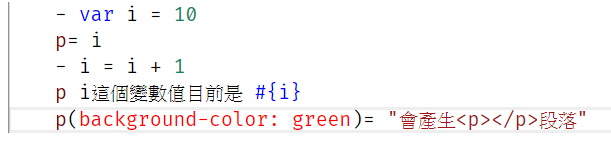 - var i = 10
p= i
- i = i + 1
p i這個變數值目前是 #{i}
p(background-color: green)= "會產生<p></p>段落"